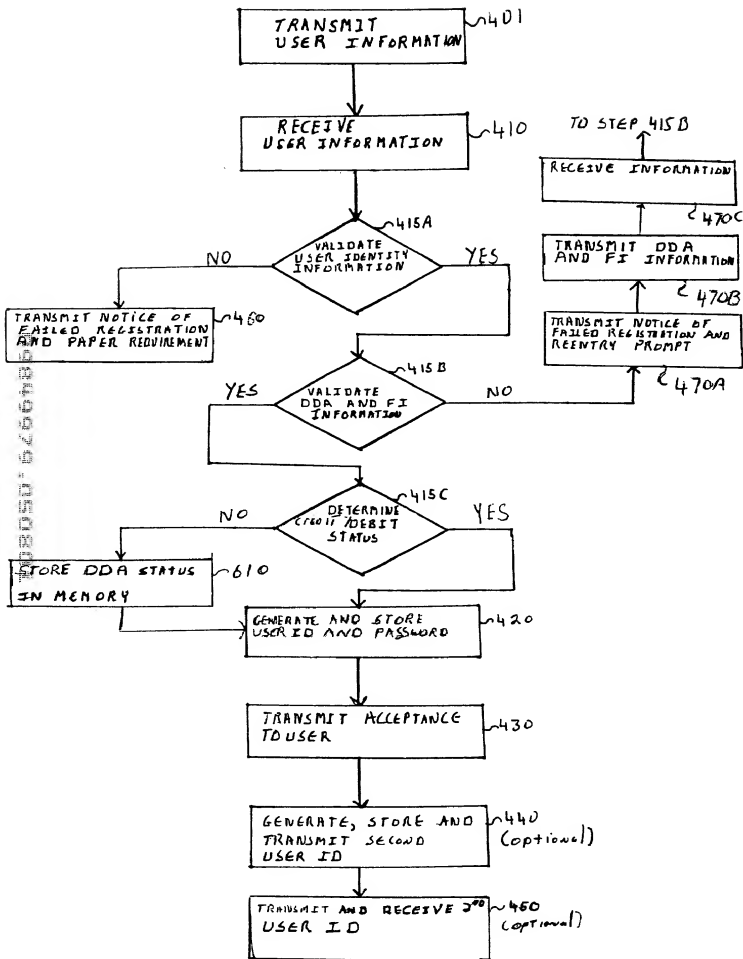 TRANSMIT
USER INFORMATION
401
RECEIVE
USER INFORMATION
410
TO STEP 415B
RECEIVE INFORMATION
470C
415A
VALIDATE
USER IDENTITY
INFORMATION
NO
YES
TRANSMIT DDA
AND FI INFORMATION
470B
TRANSMIT NOTICE OF
FAILED REGISTRATION
AND PAPER REQUIREMENT
460
TRANSMIT NOTICE OF
FAILED REGISTRATION AND
REENTRY PROMPT
470A
415B
VALIDATE
DDA AND FI
INFORMATION
YES
NO
415C
DETERMINE
CREDIT/DEBIT
STATUS
NO
YES
STORE DDA STATUS
IN MEMORY
610
GENERATE AND STORE
USER ID AND PASSWORD
420
TRANSMIT ACCEPTANCE
TO USER
430
GENERATE, STORE AND
TRANSMIT SECOND
USER ID
440
(optional)
TRANSMIT AND RECEIVE 2ND
USER ID
450
(optional)